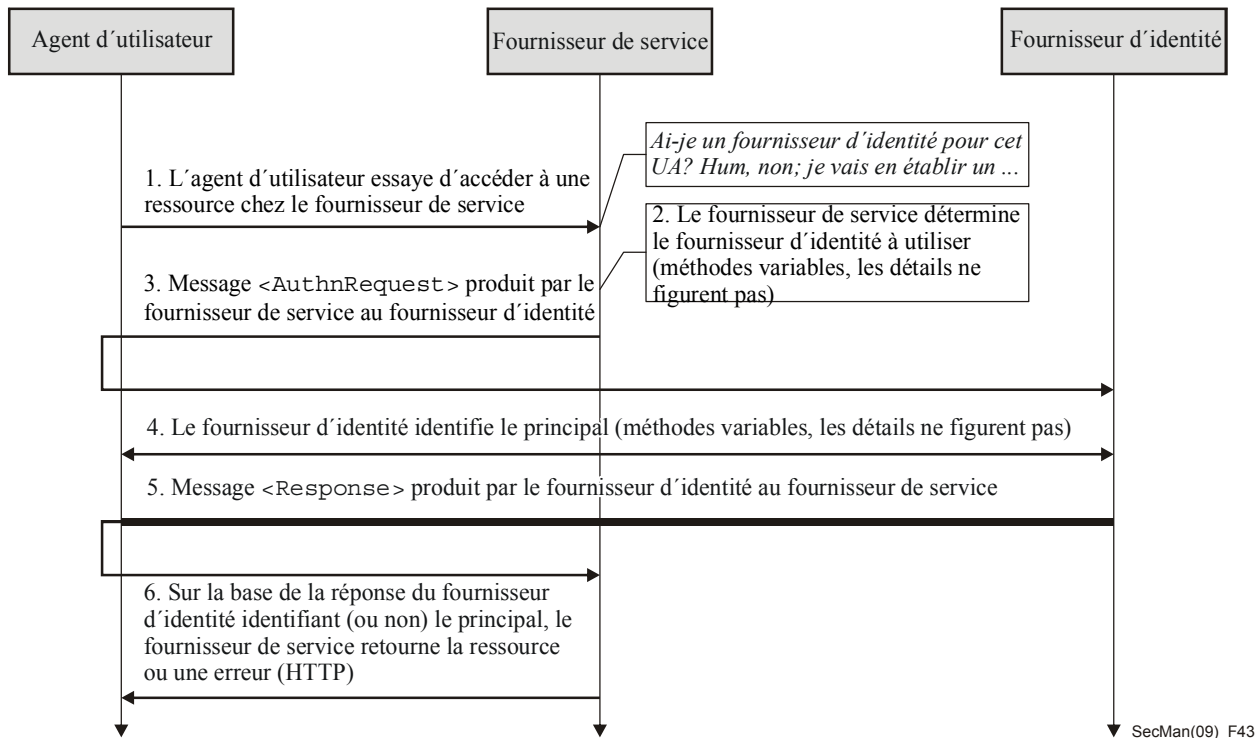 Agent d´utilisateur
Fournisseur de service
Fournisseur d´identité
Ai-je un fournisseur d´identité pour cet
UA? Hum, non; je vais en établir un ...
1. L´agent d´utilisateur essaye d´accéder à une
ressource chez le fournisseur de service
2. Le fournisseur de service détermine
le fournisseur d´identité à utiliser
(méthodes variables, les détails ne
figurent pas)
3. Message <AuthnRequest> produit par le
fournisseur de service au fournisseur d´identité
4. Le fournisseur d´identité identifie le principal (méthodes variables, les détails ne figurent pas)
5. Message <Response> produit par le fournisseur d´identité au fournisseur de service
6. Sur la base de la réponse du fournisseur
d´identité identifiant (ou non) le principal, le
fournisseur de service retourne la ressource
ou une erreur (HTTP)
SecMan(09)_F43